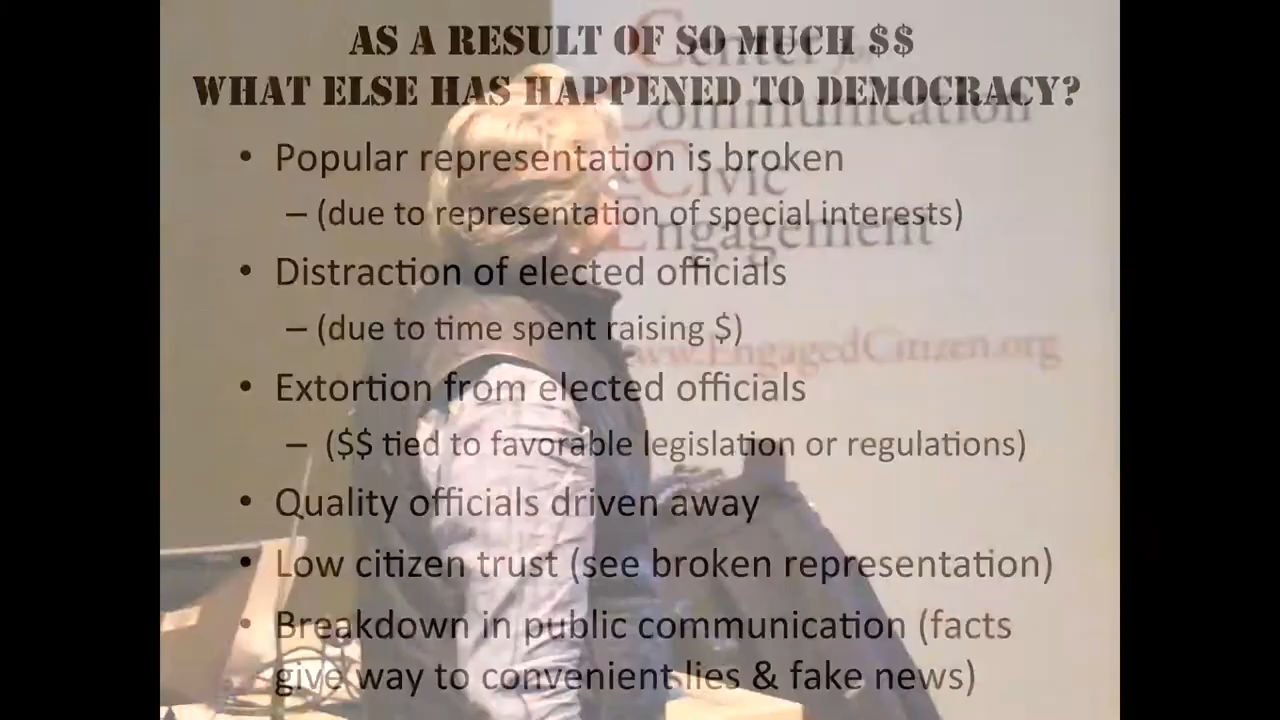 AS A RESULT OF SO MUCH $$
WHAT ELSE HAS HAPPENED TO DEMOCRACY?
• Popular representation is broken
– (due to representation of special interests)
• Distraction of elected officials
– (due to time spent raising $)
• Extortion from elected officials
– ($$ tied to favorable legislation or regulations)
• Quality officials driven away
• Low citizen trust (see broken representation)
• Breakdown in public communication (facts
give way to convenient lies & fake news)
Center for
Communication
& Civic
Engagement
www.EngagedCitizen.org